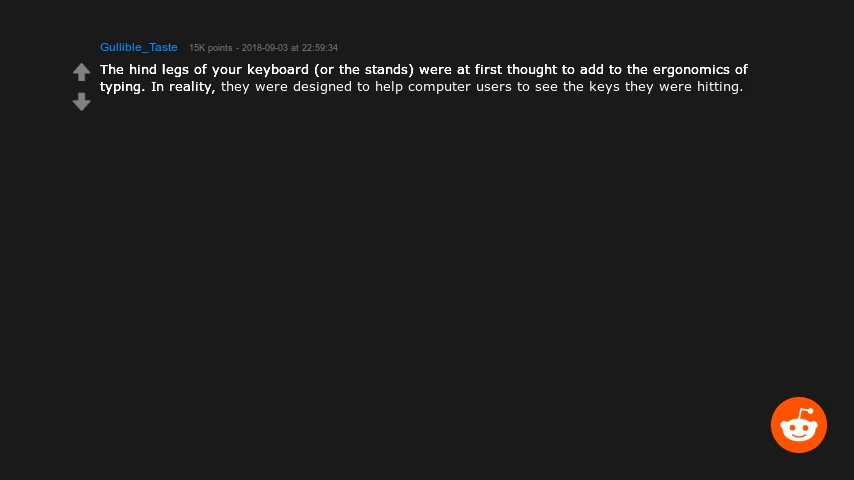 Gullible_Taste 15K points - 2018-09-03 at 22:59:34
The hind legs of your keyboard (or the stands) were at first thought to add to the ergonomics of
typing. In reality, they were designed to help computer users to see the keys they were hitting.